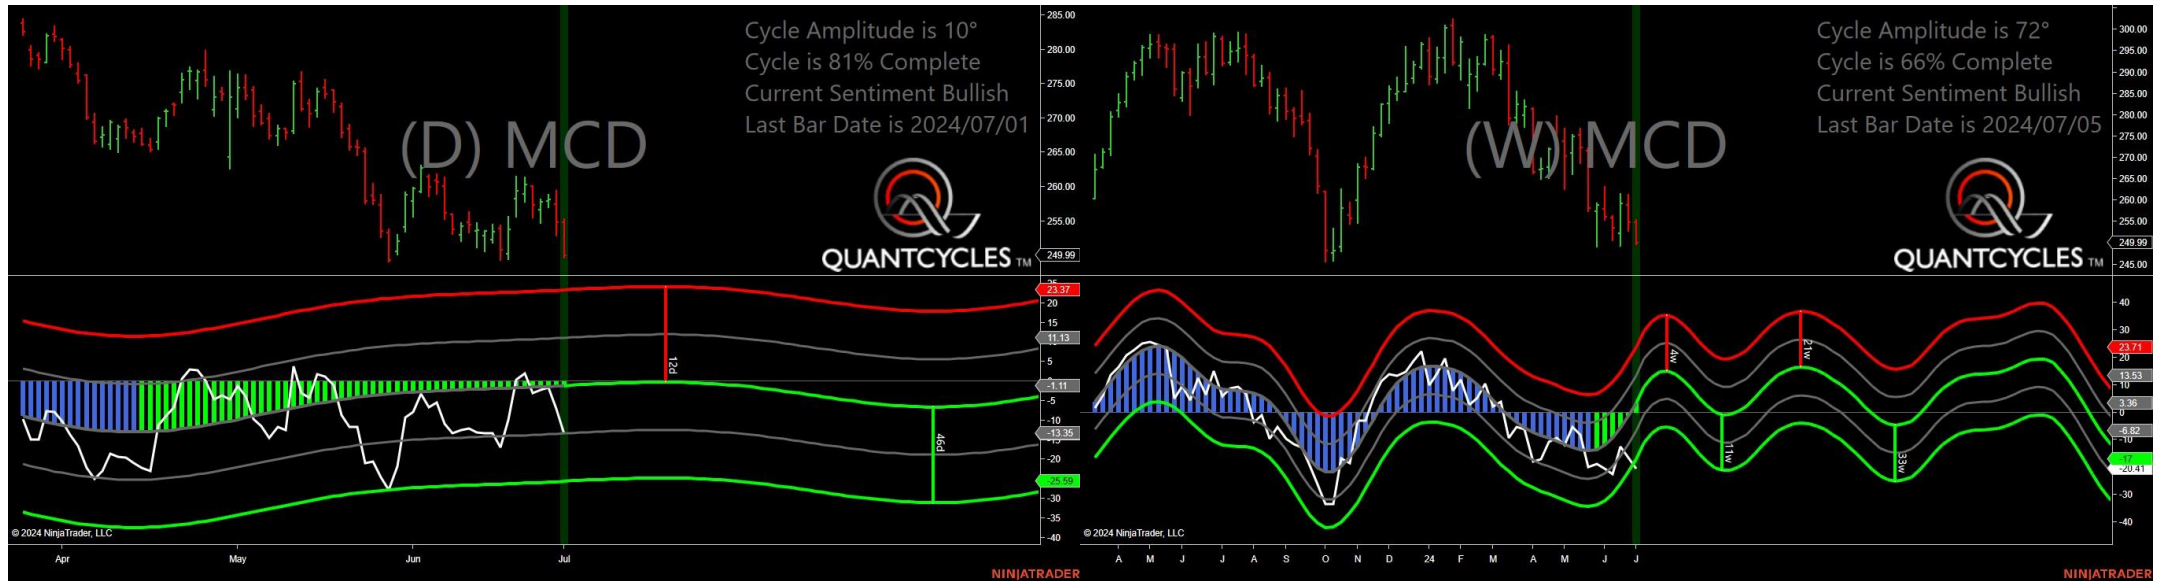 Cycle Amplitude is 10°
Cycle is 81% Complete
Current Sentiment Bullish
Last Bar Date is 2024/07/01
(D) MCD
QUANTCYCLES TM
285.00
280.00
275.00
270.00
265.00
260.00
255.00
249.99
23.37
20
15
11.13
5
-1.11
-5
-10
-13.35
-20
-25.59
-30
-35
-40
12d
46d
© 2024 NinjaTrader, LLC
Apr May Jun Jul
NINJATRADER
Cycle Amplitude is 72°
Cycle is 66% Complete
Current Sentiment Bullish
Last Bar Date is 2024/07/05
(W) MCD
QUANTCYCLES TM
300.00
295.00
290.00
285.00
280.00
275.00
270.00
265.00
260.00
255.00
249.99
245.00
40
30
23.71
20
13.53
10
3.36
0
-6.82
-10
-17
-20.41
-30
-40
4w
11w
21w
33w
© 2024 NinjaTrader, LLC
A M J J A S O N D 24 F M A M J J
NINJATRADER